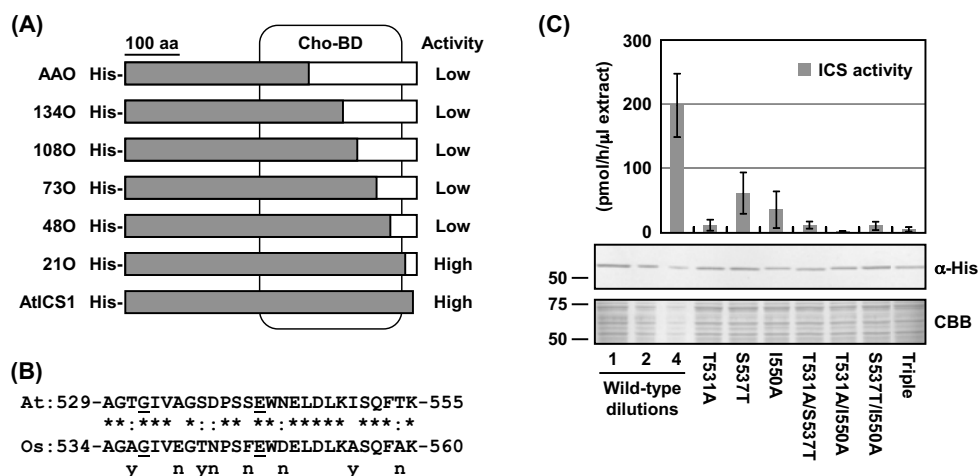 (A)
100 aa
Cho-BD
Activity
AAO His- Low
134O His- Low
108O His- Low
73O His- Low
48O His- Low
21O His- High
AtICS1 His- High
(B)
At:529-AGTGIVAGSDPSSEWNELDLKISQFTK-555
**:***.*::**.**:***** ***:*
Os:534-AGAGIVEGTNPSFEWDELDLKASQFAK-560
y n yn n n y n
(C)
ICS activity
(pmol/h/µl extract)
300
200
100
0
50
α-His
75
50
CBB
1 2 4
Wild-type
dilutions
T531A
S537T
I550A
T531A/S537T
T531A/I550A
S537T/I550A
Triple